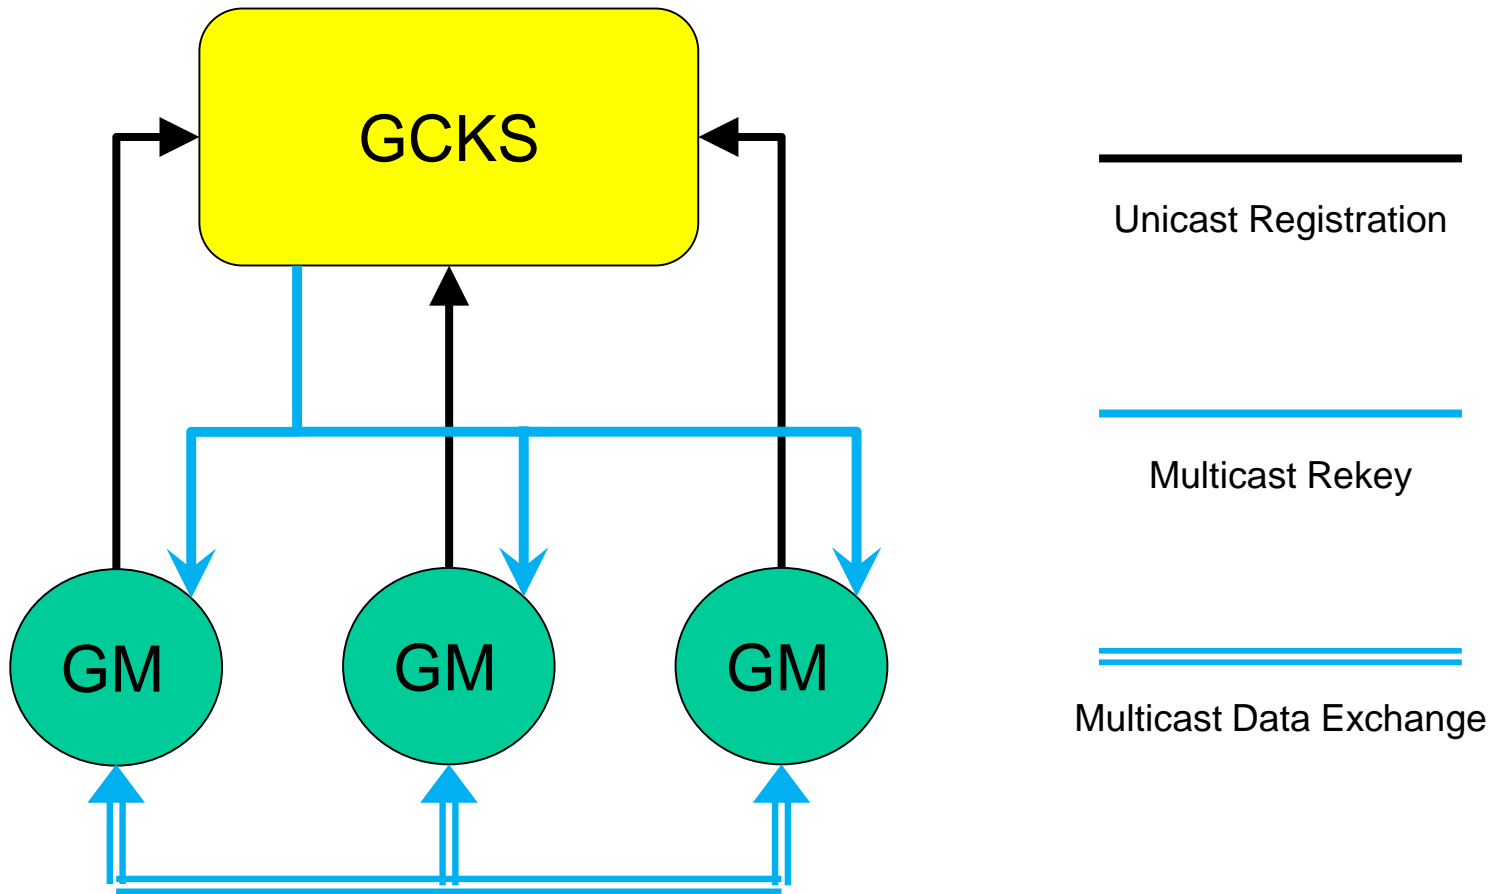 GCKS
Unicast Registration
Multicast Rekey
GM
GM
GM
Multicast Data Exchange